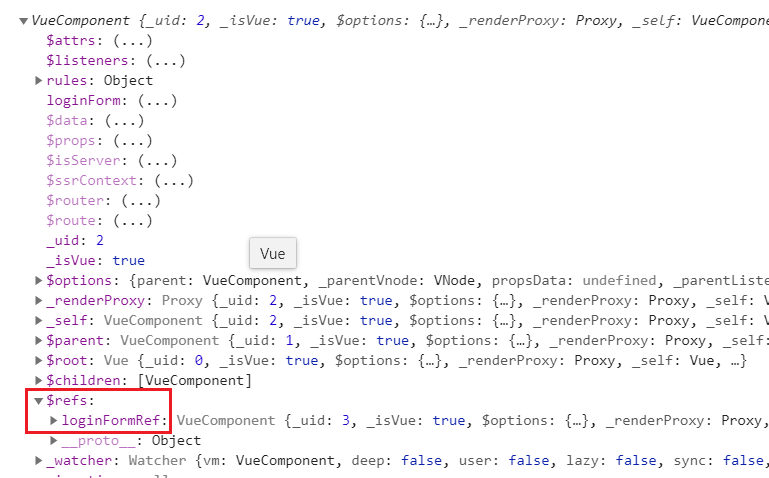 ▼VueComponent {_uid: 2, _isVue: true, $options: {…}, _renderProxy: Proxy, _self: VueCompon
$attrs: (...)
$listeners: (...)
▶rules: Object
loginForm: (...)
$data: (...)
$props: (...)
$isServer: (...)
$ssrContext: (...)
$router: (...)
$route: (...)
_uid: 2
_isVue: true
Vue
▶$options: {parent: VueComponent, _parentVnode: VNode, propsData: undefined, _parentListe
▶_renderProxy: Proxy {_uid: 2, _isVue: true, $options: {…}, _renderProxy: Proxy, _self: V
▶_self: VueComponent {_uid: 2, _isVue: true, $options: {…}, _renderProxy: Proxy, _self: V
▶$parent: VueComponent {_uid: 1, _isVue: true, $options: {…}, _renderProxy: Proxy, _self:
▶$root: Vue {_uid: 0, _isVue: true, $options: {…}, _renderProxy: Proxy, _self: Vue, …}
▶$children: [VueComponent]
▼$refs:
▶loginFormRef: VueComponent {_uid: 3, _isVue: true, $options: {…}, _renderProxy: Proxy,
▶__proto__: Object
▶_watcher: Watcher {vm: VueComponent, deep: false, user: false, lazy: false, sync: false,